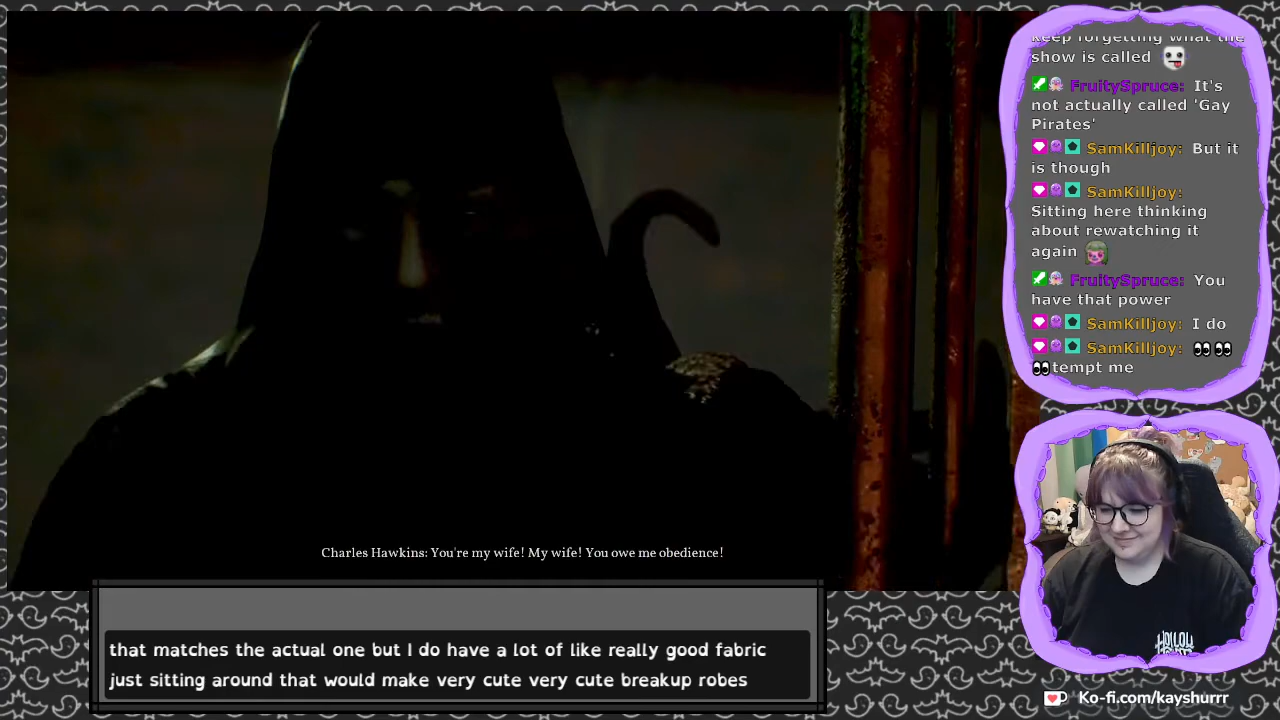 keep forgetting what the
show is called
FruitySpruce: It's
not actually called 'Gay
Pirates'
SamKilljoy: But it
is though
SamKilljoy:
Sitting here thinking
about rewatching it
again
FruitySpruce: You
have that power
SamKilljoy: I do
SamKilljoy:
tempt me
Charles Hawkins: You're my wife! My wife! You owe me obedience!
that matches the actual one but I do have a lot of like really good fabric
just sitting around that would make very cute very cute breakup robes
Ko-fi.com/kayshurrr